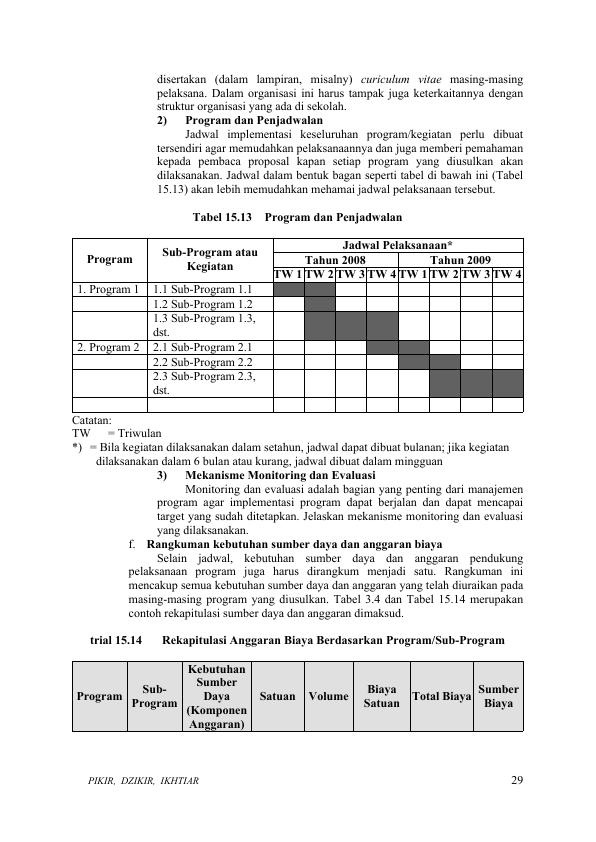 disertakan (dalam lampiran, misalny) curiculum vitae masing-masing
pelaksana. Dalam organisasi ini harus tampak juga keterkaitannya dengan
struktur organisasi yang ada di sekolah.
2) Program dan Penjadwalan
Jadwal implementasi keseluruhan program/kegiatan perlu dibuat
tersendiri agar memudahkan pelaksanaannya dan juga memberi pemahaman
kepada pembaca proposal kapan setiap program yang diusulkan akan
dilaksanakan. Jadwal dalam bentuk bagan seperti tabel di bawah ini (Tabel
15.13) akan lebih memudahkan mehamai jadwal pelaksanaan tersebut.
Tabel 15.13 Program dan Penjadwalan
Program
Sub-Program atau
Kegiatan
Jadwal Pelaksanaan*
Tahun 2008 Tahun 2009
TW 1 TW 2 TW 3 TW 4 TW 1 TW 2 TW 3 TW 4
1. Program 1 1.1 Sub-Program 1.1
1.2 Sub-Program 1.2
1.3 Sub-Program 1.3,
dst.
2. Program 2 2.1 Sub-Program 2.1
2.2 Sub-Program 2.2
2.3 Sub-Program 2.3,
dst.
Catatan:
TW = Triwulan
*) = Bila kegiatan dilaksanakan dalam setahun, jadwal dapat dibuat bulanan; jika kegiatan
dilaksanakan dalam 6 bulan atau kurang, jadwal dibuat dalam mingguan
3) Mekanisme Monitoring dan Evaluasi
Monitoring dan evaluasi adalah bagian yang penting dari manajemen
program agar implementasi program dapat berjalan dan dapat mencapai
target yang sudah ditetapkan. Jelaskan mekanisme monitoring dan evaluasi
yang dilaksanakan.
f. Rangkuman kebutuhan sumber daya dan anggaran biaya
Selain jadwal, kebutuhan sumber daya dan anggaran pendukung
pelaksanaan program juga harus dirangkum menjadi satu. Rangkuman ini
mencakup semua kebutuhan sumber daya dan anggaran yang telah diuraikan pada
masing-masing program yang diusulkan. Tabel 3.4 dan Tabel 15.14 merupakan
contoh rekapitulasi sumber daya dan anggaran dimaksud.
trial 15.14 Rekapitulasi Anggaran Biaya Berdasarkan Program/Sub-Program
Program
Sub-
Program
Kebutuhan
Sumber
Daya
(Komponen
Anggaran)
Satuan
Volume
Biaya
Satuan
Total Biaya
Sumber
Biaya
PIKIR, DZIKIR, IKHTIAR 29